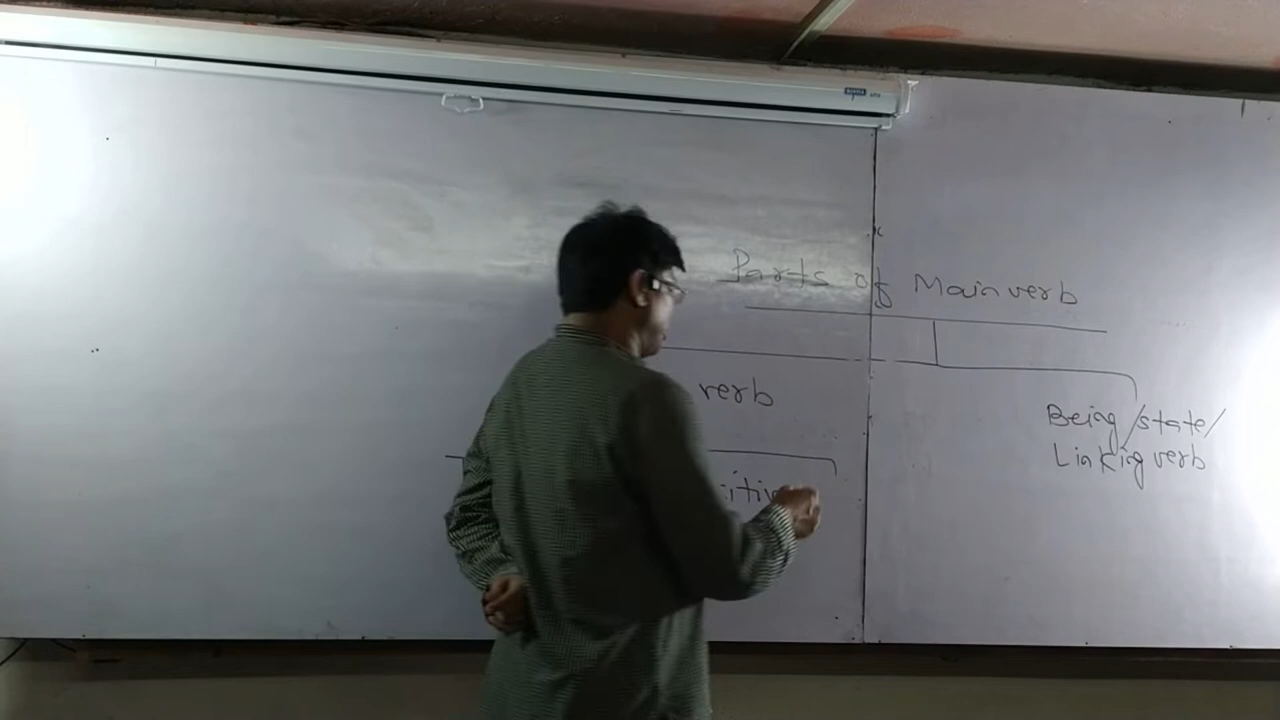 Parts of Main verb
verb
Being/state/
Linking verb